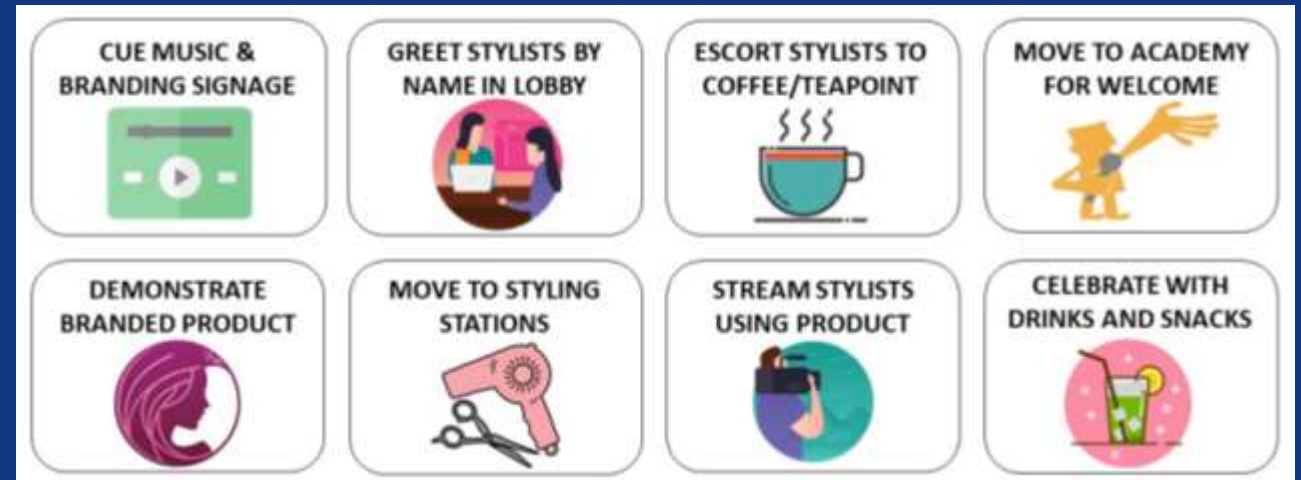 CUE MUSIC &
BRANDING SIGNAGE
GREET STYLISTS BY
NAME IN LOBBY
ESCORT STYLISTS TO
COFFEE/TEAPOINT
MOVE TO ACADEMY
FOR WELCOME
DEMONSTRATE
BRANDED PRODUCT
MOVE TO STYLING
STATIONS
STREAM STYLISTS
USING PRODUCT
CELEBRATE WITH
DRINKS AND SNACKS